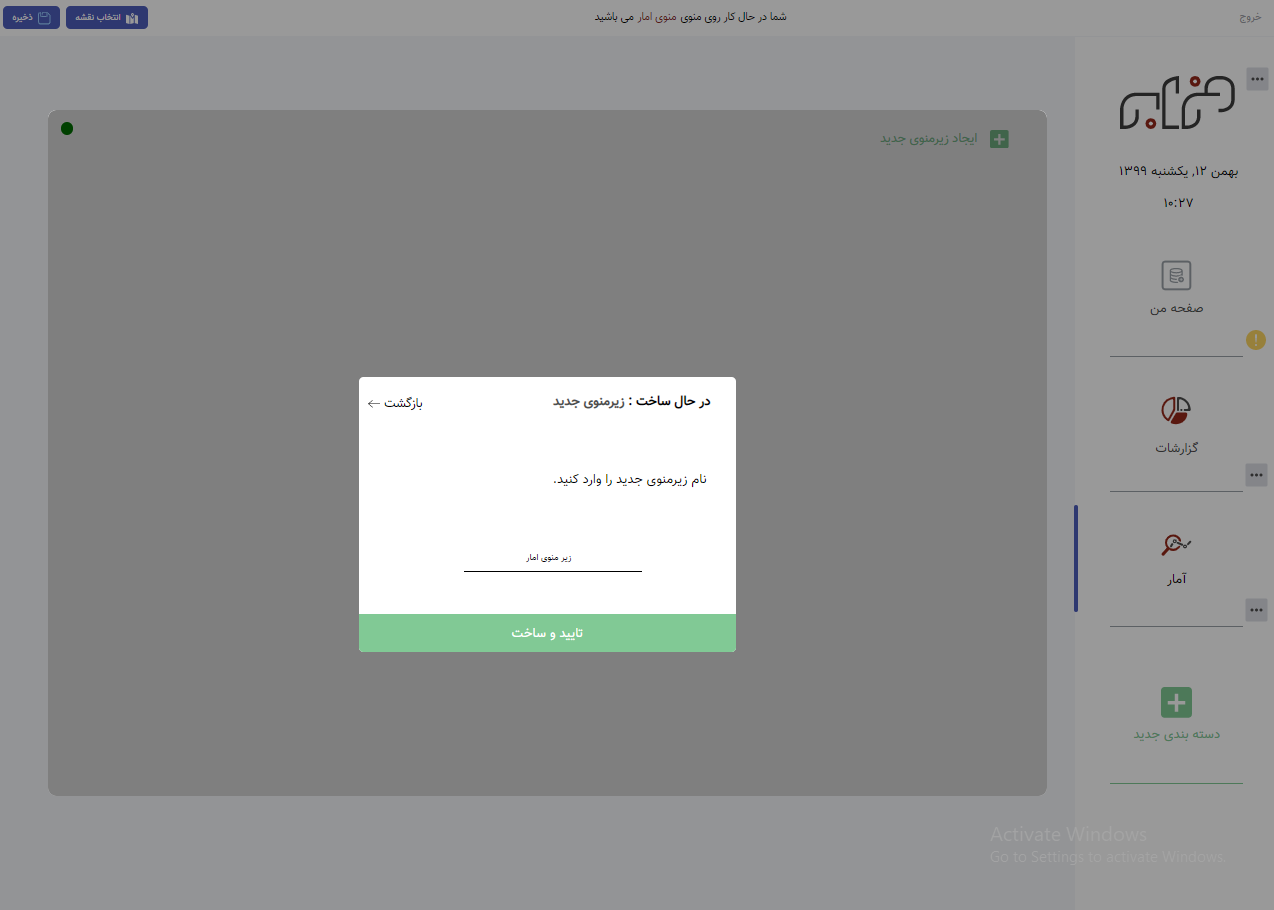 خروج
شما در حال کار روی منوی منوی امار می باشید
انتخاب نقشه
ذخیره
مزایر
بهمن ۱۲, یکشنبه ۱۳۹۹
۱۰:۲۷
صفحه من
گزارشات
آمار
دسته بندی جدید
ایجاد زیرمنوی جدید
در حال ساخت : زیرمنوی جدید
بازگشت
نام زیرمنوی جدید را وارد کنید.
زیر منوی امار
تایید و ساخت
Activate Windows
Go to Settings to activate Windows.